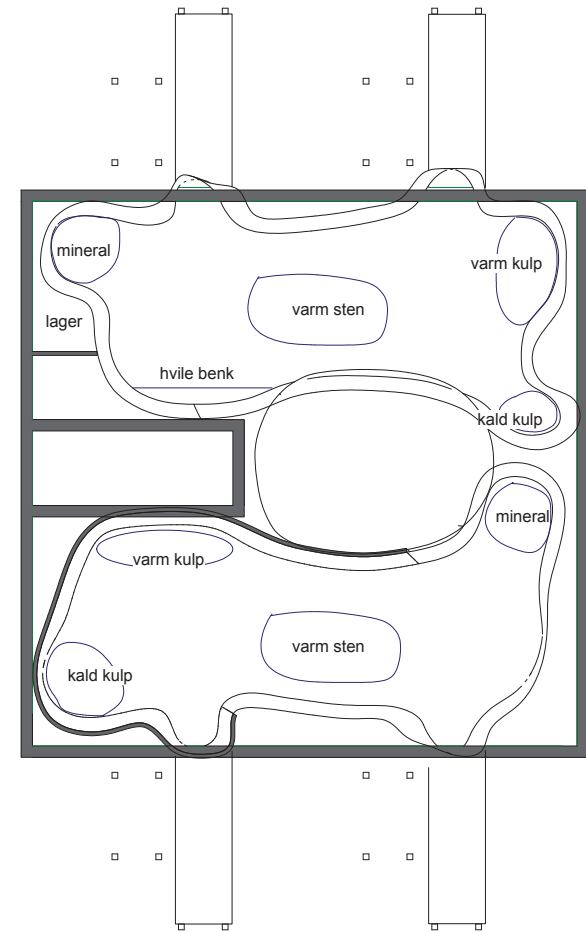 mineral
varm kulp
varm sten
lager
hvile benk
kald kulp
mineral
varm kulp
varm sten
kald kulp